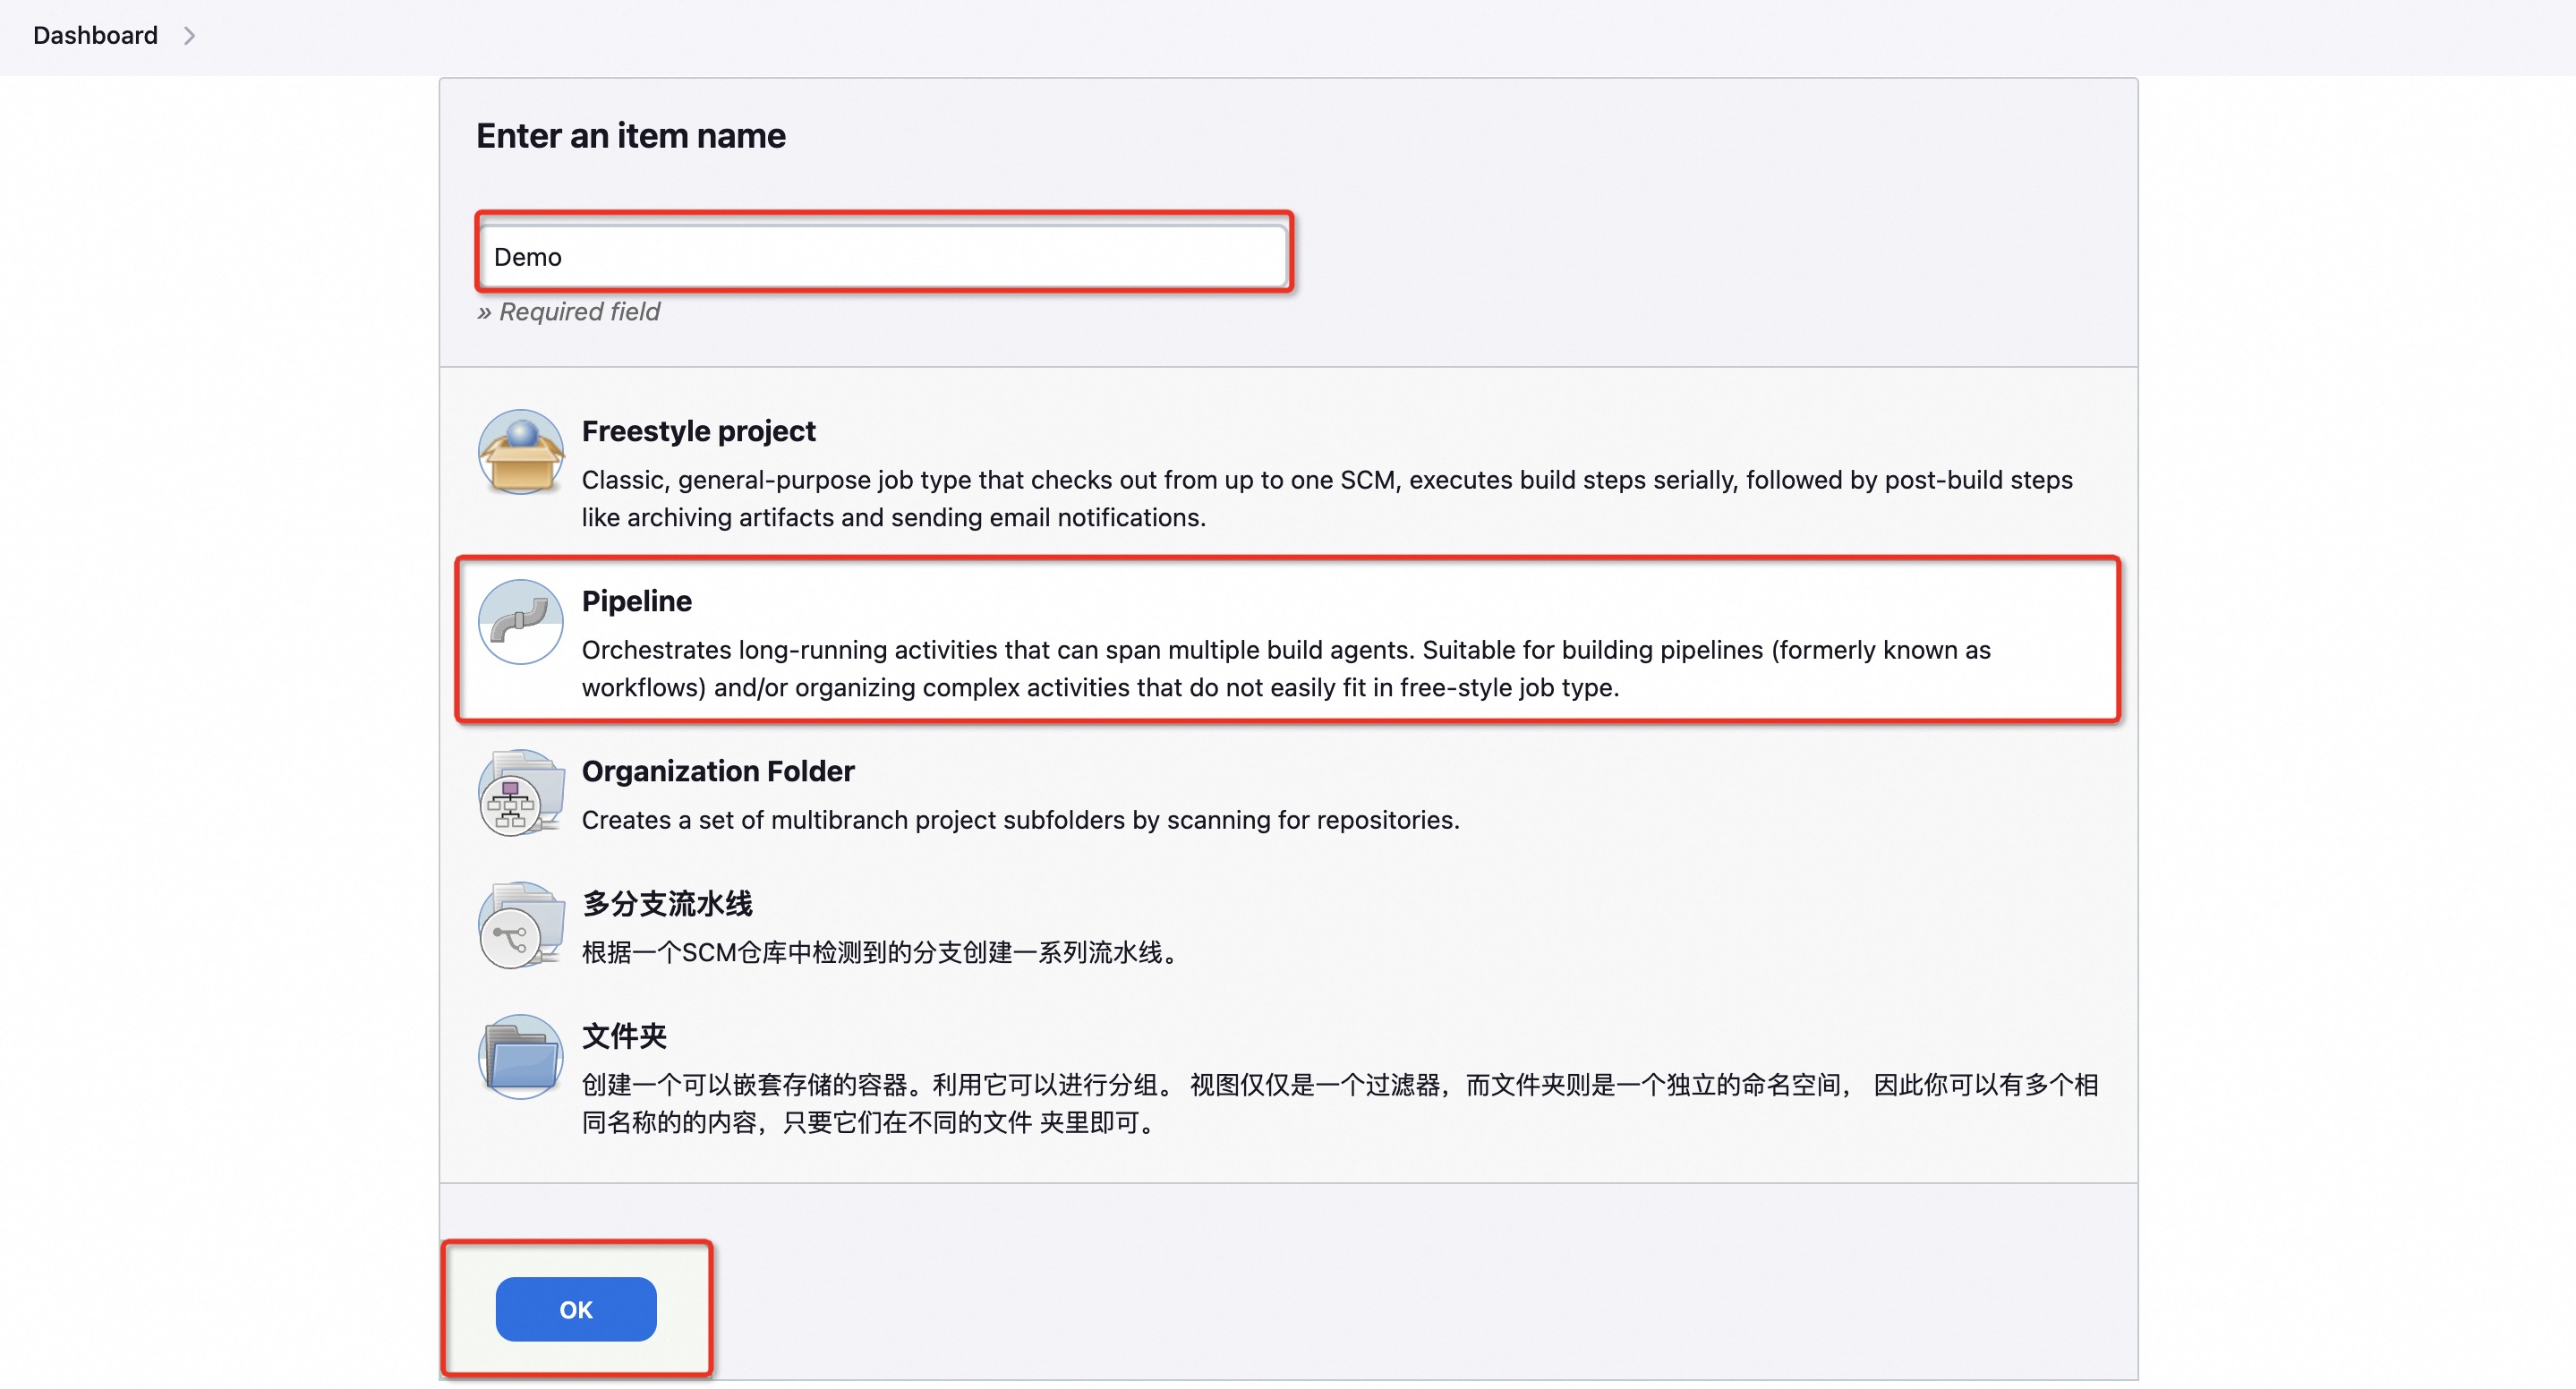 Dashboard
Enter an item name
Demo
» Required field
Freestyle project
Classic, general-purpose job type that checks out from up to one SCM, executes build steps serially, followed by post-build steps
like archiving artifacts and sending email notifications.
Pipeline
Orchestrates long-running activities that can span multiple build agents. Suitable for building pipelines (formerly known as
workflows) and/or organizing complex activities that do not easily fit in free-style job type.
Organization Folder
Creates a set of multibranch project subfolders by scanning for repositories.
多分支流水线
根据一个SCM仓库中检测到的分支创建一系列流水线。
文件夹
创建一个可以嵌套存储的容器。利用它可以进行分组。 视图仅仅是一个过滤器，而文件夹则是一个独立的命名空间， 因此你可以有多个相
同名称的的内容，只要它们在不同的文件 夹里即可。
OK